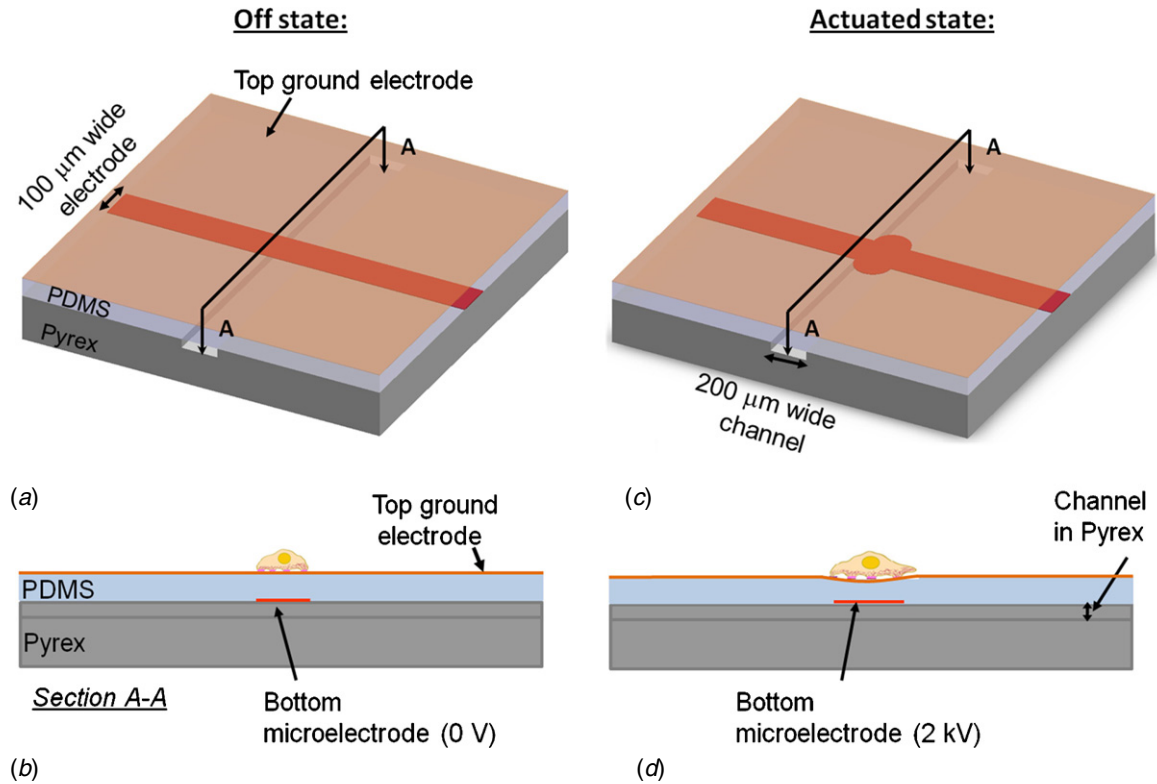 Off state:
Actuated state:
Top ground electrode
100 μm wide
electrode
A
A
PDMS
Pyrex
A
A
200 μm wide
channel
(a)
(c)
Top ground
electrode
PDMS
Pyrex
Section A-A
Bottom
microelectrode (0 V)
Channel
in Pyrex
Bottom
microelectrode (2 kV)
(b)
(d)